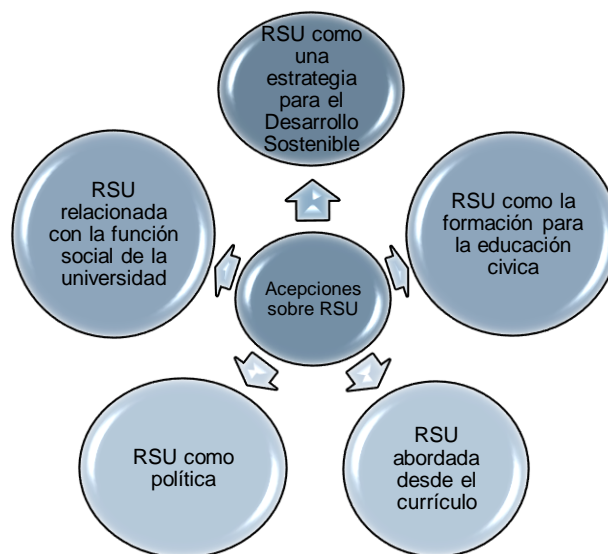 RSU como
una
estrategia
para el
Desarrollo
Sostenible
RSU
relacionada
con la función
social de la
universidad
RSU como la
formación para
la educación
civica
Acepciones
sobre RSU
RSU como
política
RSU
abordada
desde el
currículo